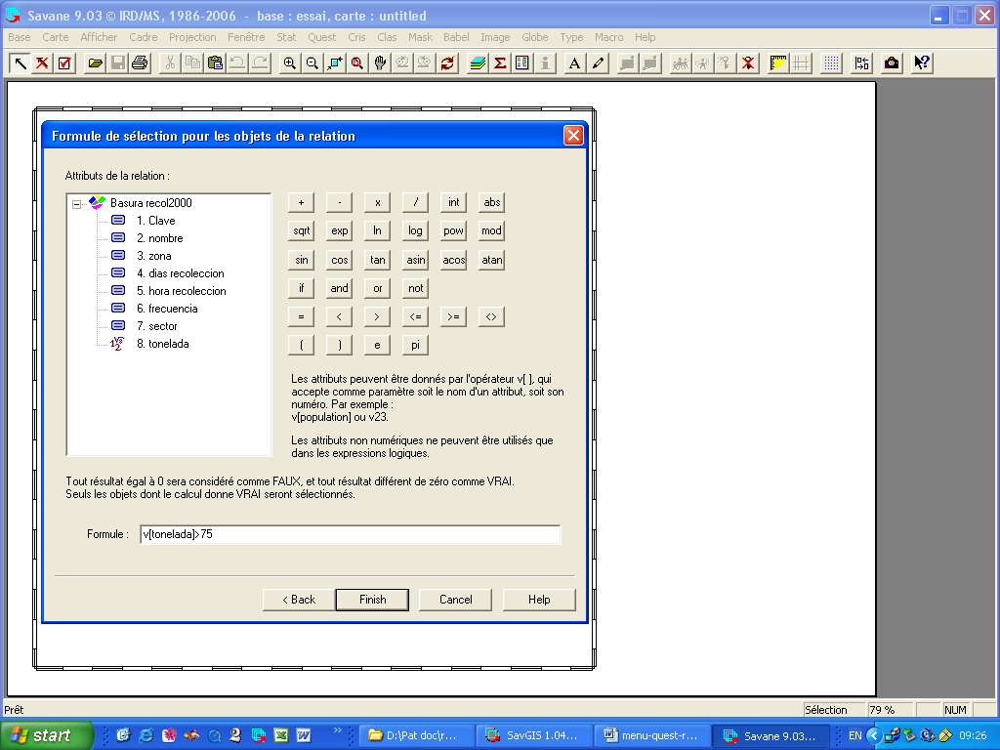 Savane 9.03 © IRD/MS, 1986-2006 - base : essai, carte : untitled
Base Carte Afficher Cadre Projection Fenêtre Stat Quest Cris Clas Mask Babel Image Globe Type Macro Help
Formule de sélection pour les objets de la relation
Attributs de la relation :
Basura recol2000
1. Clave
2. nombre
3. zona
4. dias recoleccion
5. hora recoleccion
6. frecuencia
7. sector
8. tonelada
+ - x / int abs
sqrt exp ln log pow mod
sin cos tan asin acos atan
if and or not
= < > <= >= <>
( ) e pi
Les attributs peuvent être donnés par l'opérateur v[ ], qui
accepte comme paramètre soit le nom d'un attribut, soit son
numéro. Par exemple :
v[population] ou v23.
Les attributs non numériques ne peuvent être utilisés que
dans les expressions logiques.
Tout résultat égal à 0 sera considéré comme FAUX, et tout résultat différent de zéro comme VRAI.
Seuls les objets dont le calcul donne VRAI seront sélectionnés.
Formule : v[tonelada]>75
< Back Finish Cancel Help
Prêt Sélection 79 % NUM
start D:\Pat doc\r... SavGIS 1.04... menu-quest-r... Savane 9.03... EN 09:26